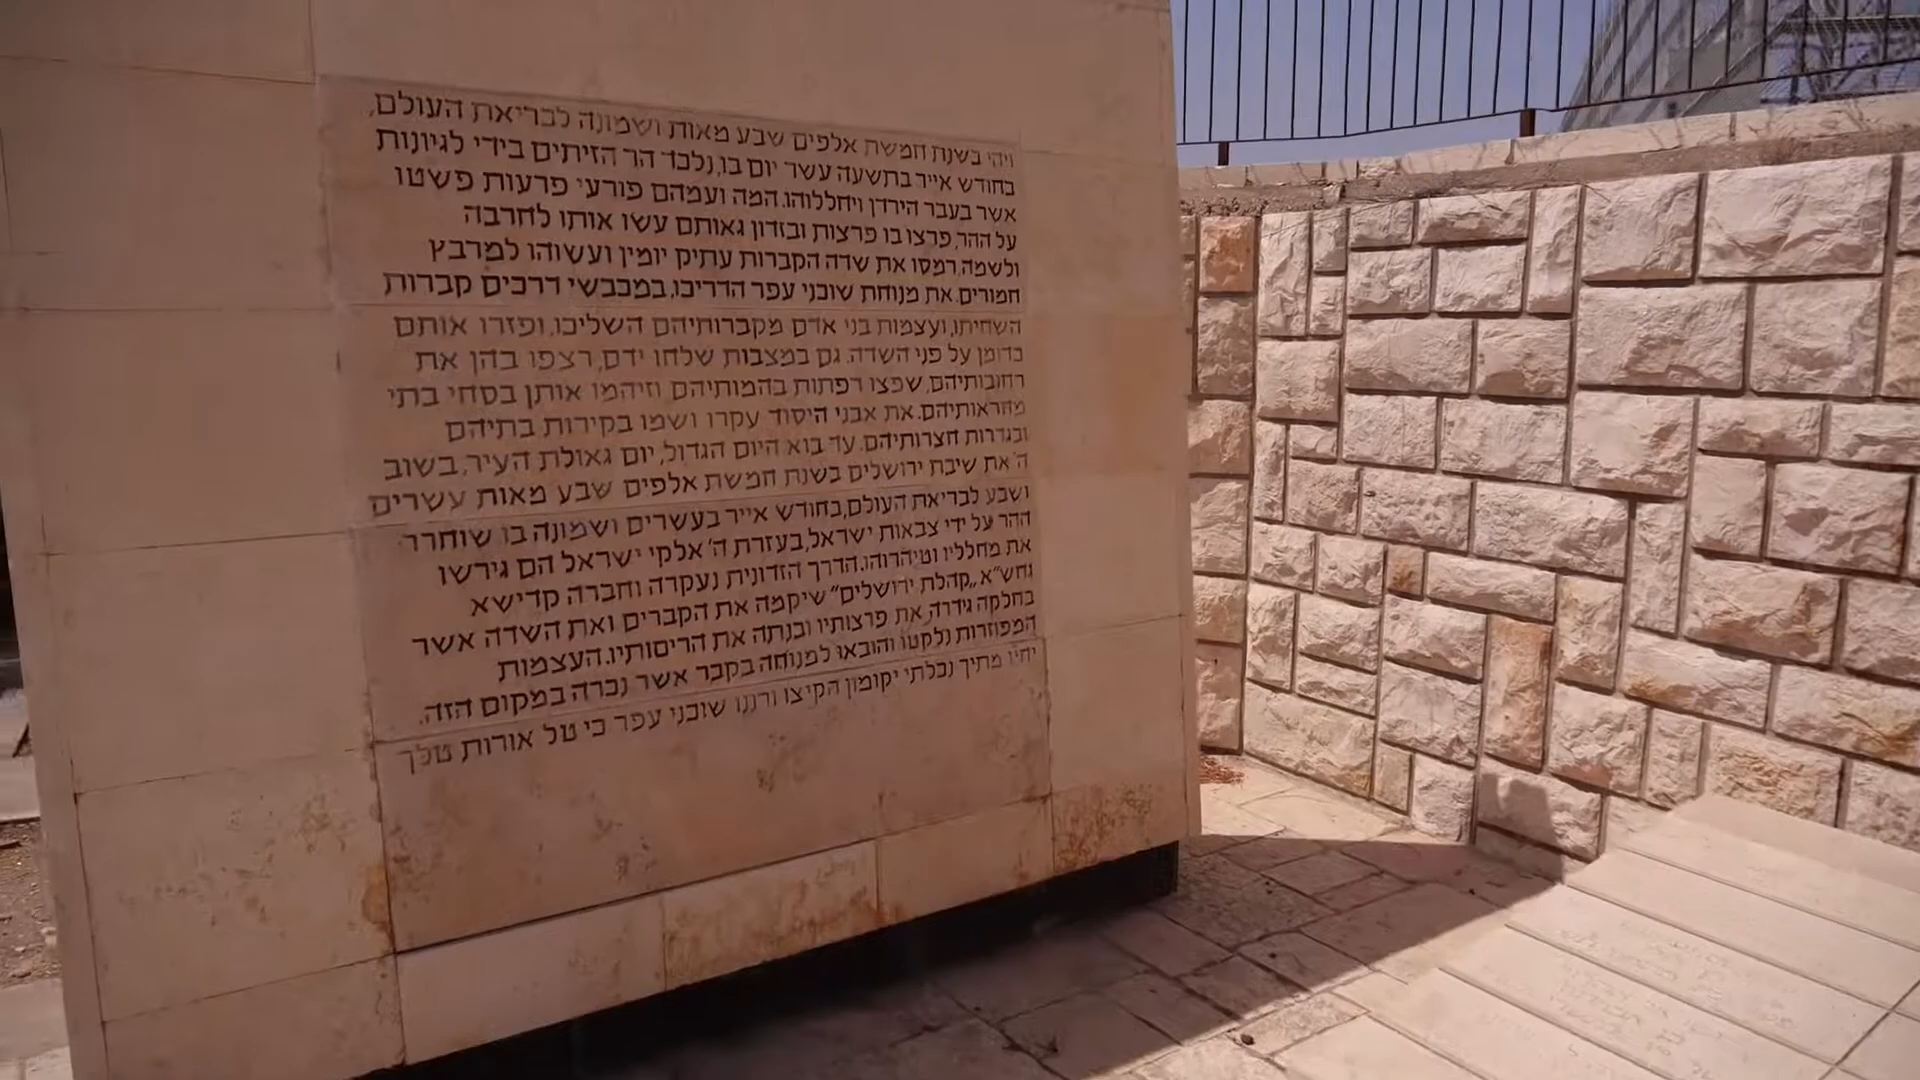 ויהי בשנת חמשת אלפים שבע מאות ושמונה לבריאת העולם,
בחודש אייר בתשעה עשר יום בו, נלכד הר הזיתים בידי לגיונות
אשר בעבר הירדן ויחללוהו. המה ועמהם פורעי פרעות פשטו
על ההר, פרצו בו פרצות ובזדון גאותם עשו אותו לחרבה
ולשמה. רמסו את שדה הקברות עתיק יומין ועשוהו למרבץ
חמורים. את מנוחת שוכני עפר הדריכו, במכבשי דרכים קברות
השחיתו, ועצמות בני אדם מקברותיהם השליכו, ופזרו אותם
כדומן על פני השדה. גם במצבות שלחו ידם, רצפו בהן את
רחובותיהם, שפצו רפתות בהמותיהם וזיהמו אותן בסחי בתי
מחראותיהם. את אבני היסוד עקרו ושמו בקירות בתיהם
ובגדרות חצרותיהם. עד בוא היום הגדול, יום גאולת העיר, בשוב
ה' את שיבת ירושלים בשנת חמשת אלפים שבע מאות עשרים
ושבע לבריאת העולם, בחודש אייר בעשרים ושמונה בו שוחרר
ההר על ידי צבאות ישראל, בעזרת ה' אלקי ישראל הם גירשו
את מחלליו וטיהרוהו. הדרך הזדונית נעקרה וחברה קדישא
גחש"א "קהלת ירושלים" שיקמה את הקברים ואת השדה אשר
בחלקה גידרה, את פרצותיו ובנתה את הריסותיו. העצמות
המפוזרות נלקטו והובאו למנוחה בקבר אשר נכרה במקום הזה.
יחיו מתיך נבלתי יקומון הקיצו ורננו שוכני עפר כי טל אורות טלך